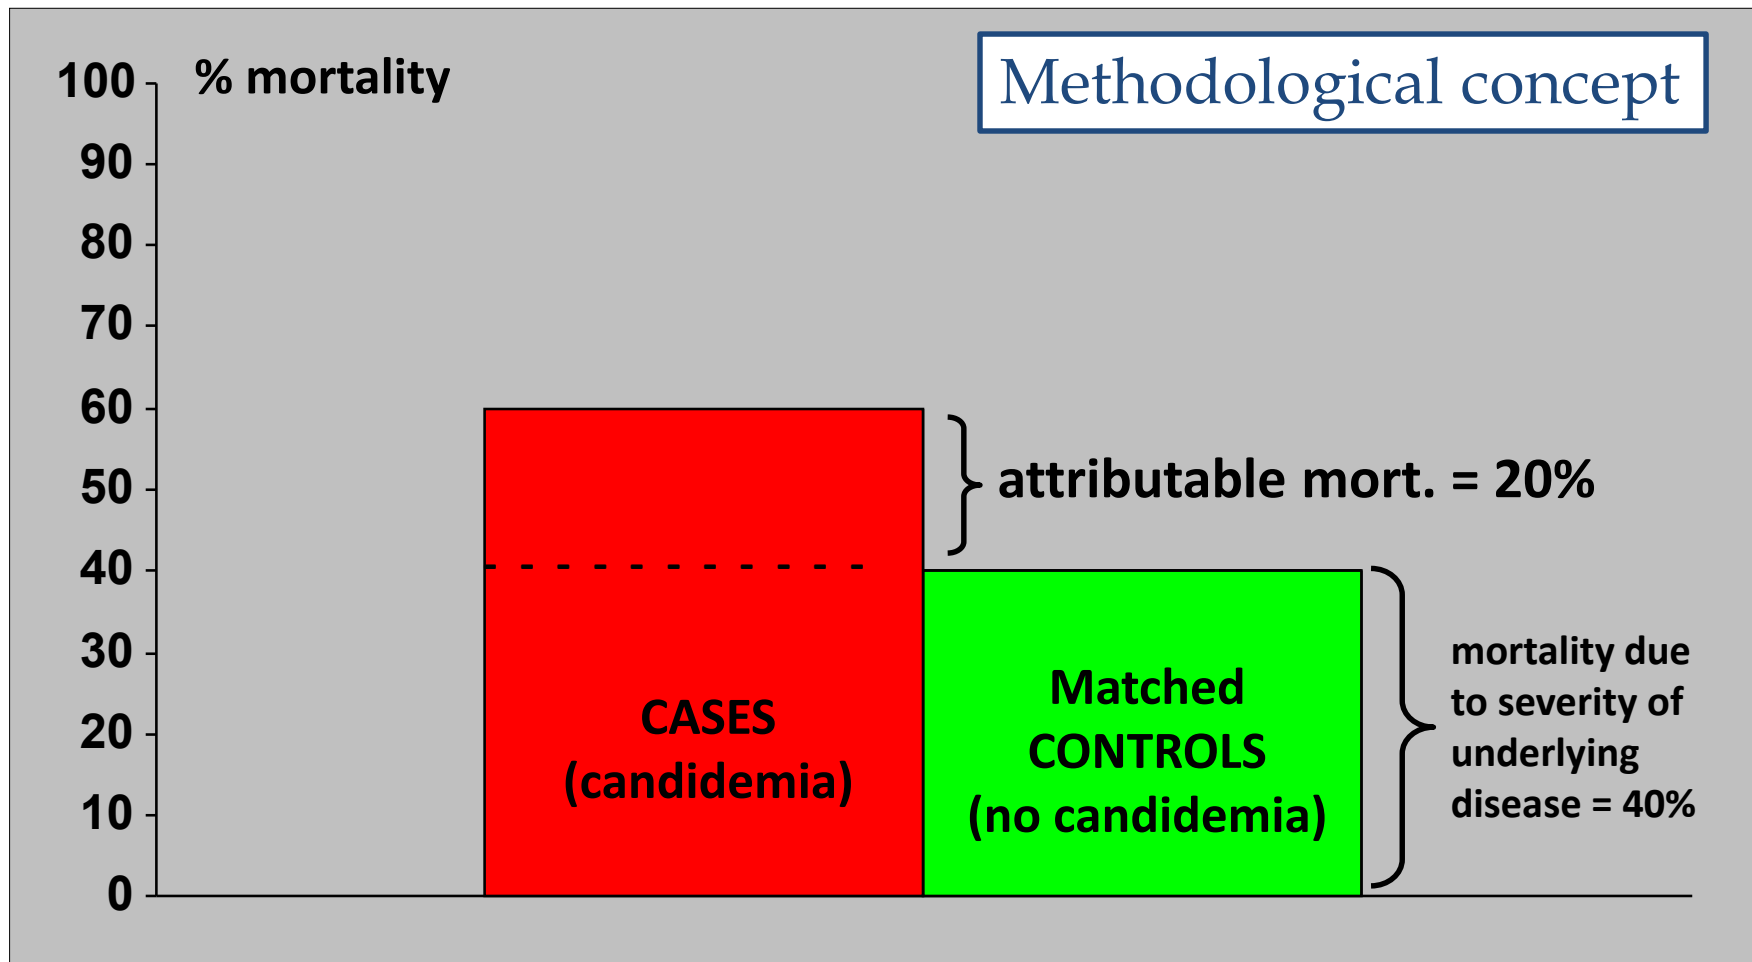 Methodological concept
% mortality
100
90
80
70
60
50
40
30
20
10
0
attributable mort. = 20%
CASES
(candidemia)
Matched
CONTROLS
(no candidemia)
mortality due
to severity of
underlying
disease = 40%